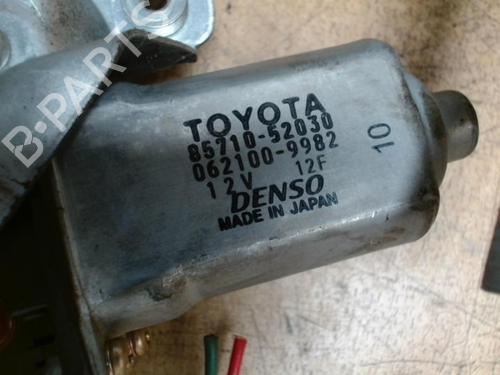 TOYOTA
85710-52030
062100-9982
12V 12F
DENSO
MADE IN JAPAN
10
B-PARTS